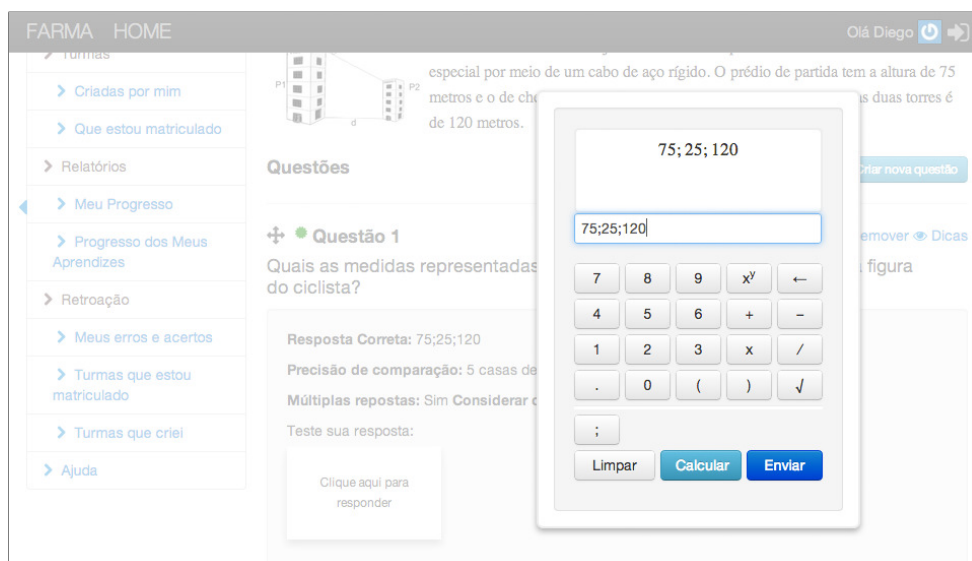 FARMA HOME
Olá Diego
Turmas
Criadas por mim
Que estou matriculado
Relatórios
Meu Progresso
Progresso dos Meus
Aprendizes
Retroação
Meus erros e acertos
Turmas que estou
matriculado
Turmas que criei
Ajuda
P1
P2
d
especial por meio de um cabo de aço rígido. O prédio de partida tem a altura de 75
metros e o de
as duas torres é
de 120 metros.
Questões
Criar nova questão
Questão 1
Remover Dicas
Quais as medidas representadas
figura
do ciclista?
Resposta Correta: 75;25;120
Precisão de comparação: 5 casas
Múltiplas repostas: Sim Considerar
Teste sua resposta:
Clique aqui para
responder
75; 25; 120
75;25;120
7 8 9 xʸ ←
4 5 6 + −
1 2 3 x /
. 0 ( ) √
;
Limpar Calcular Enviar